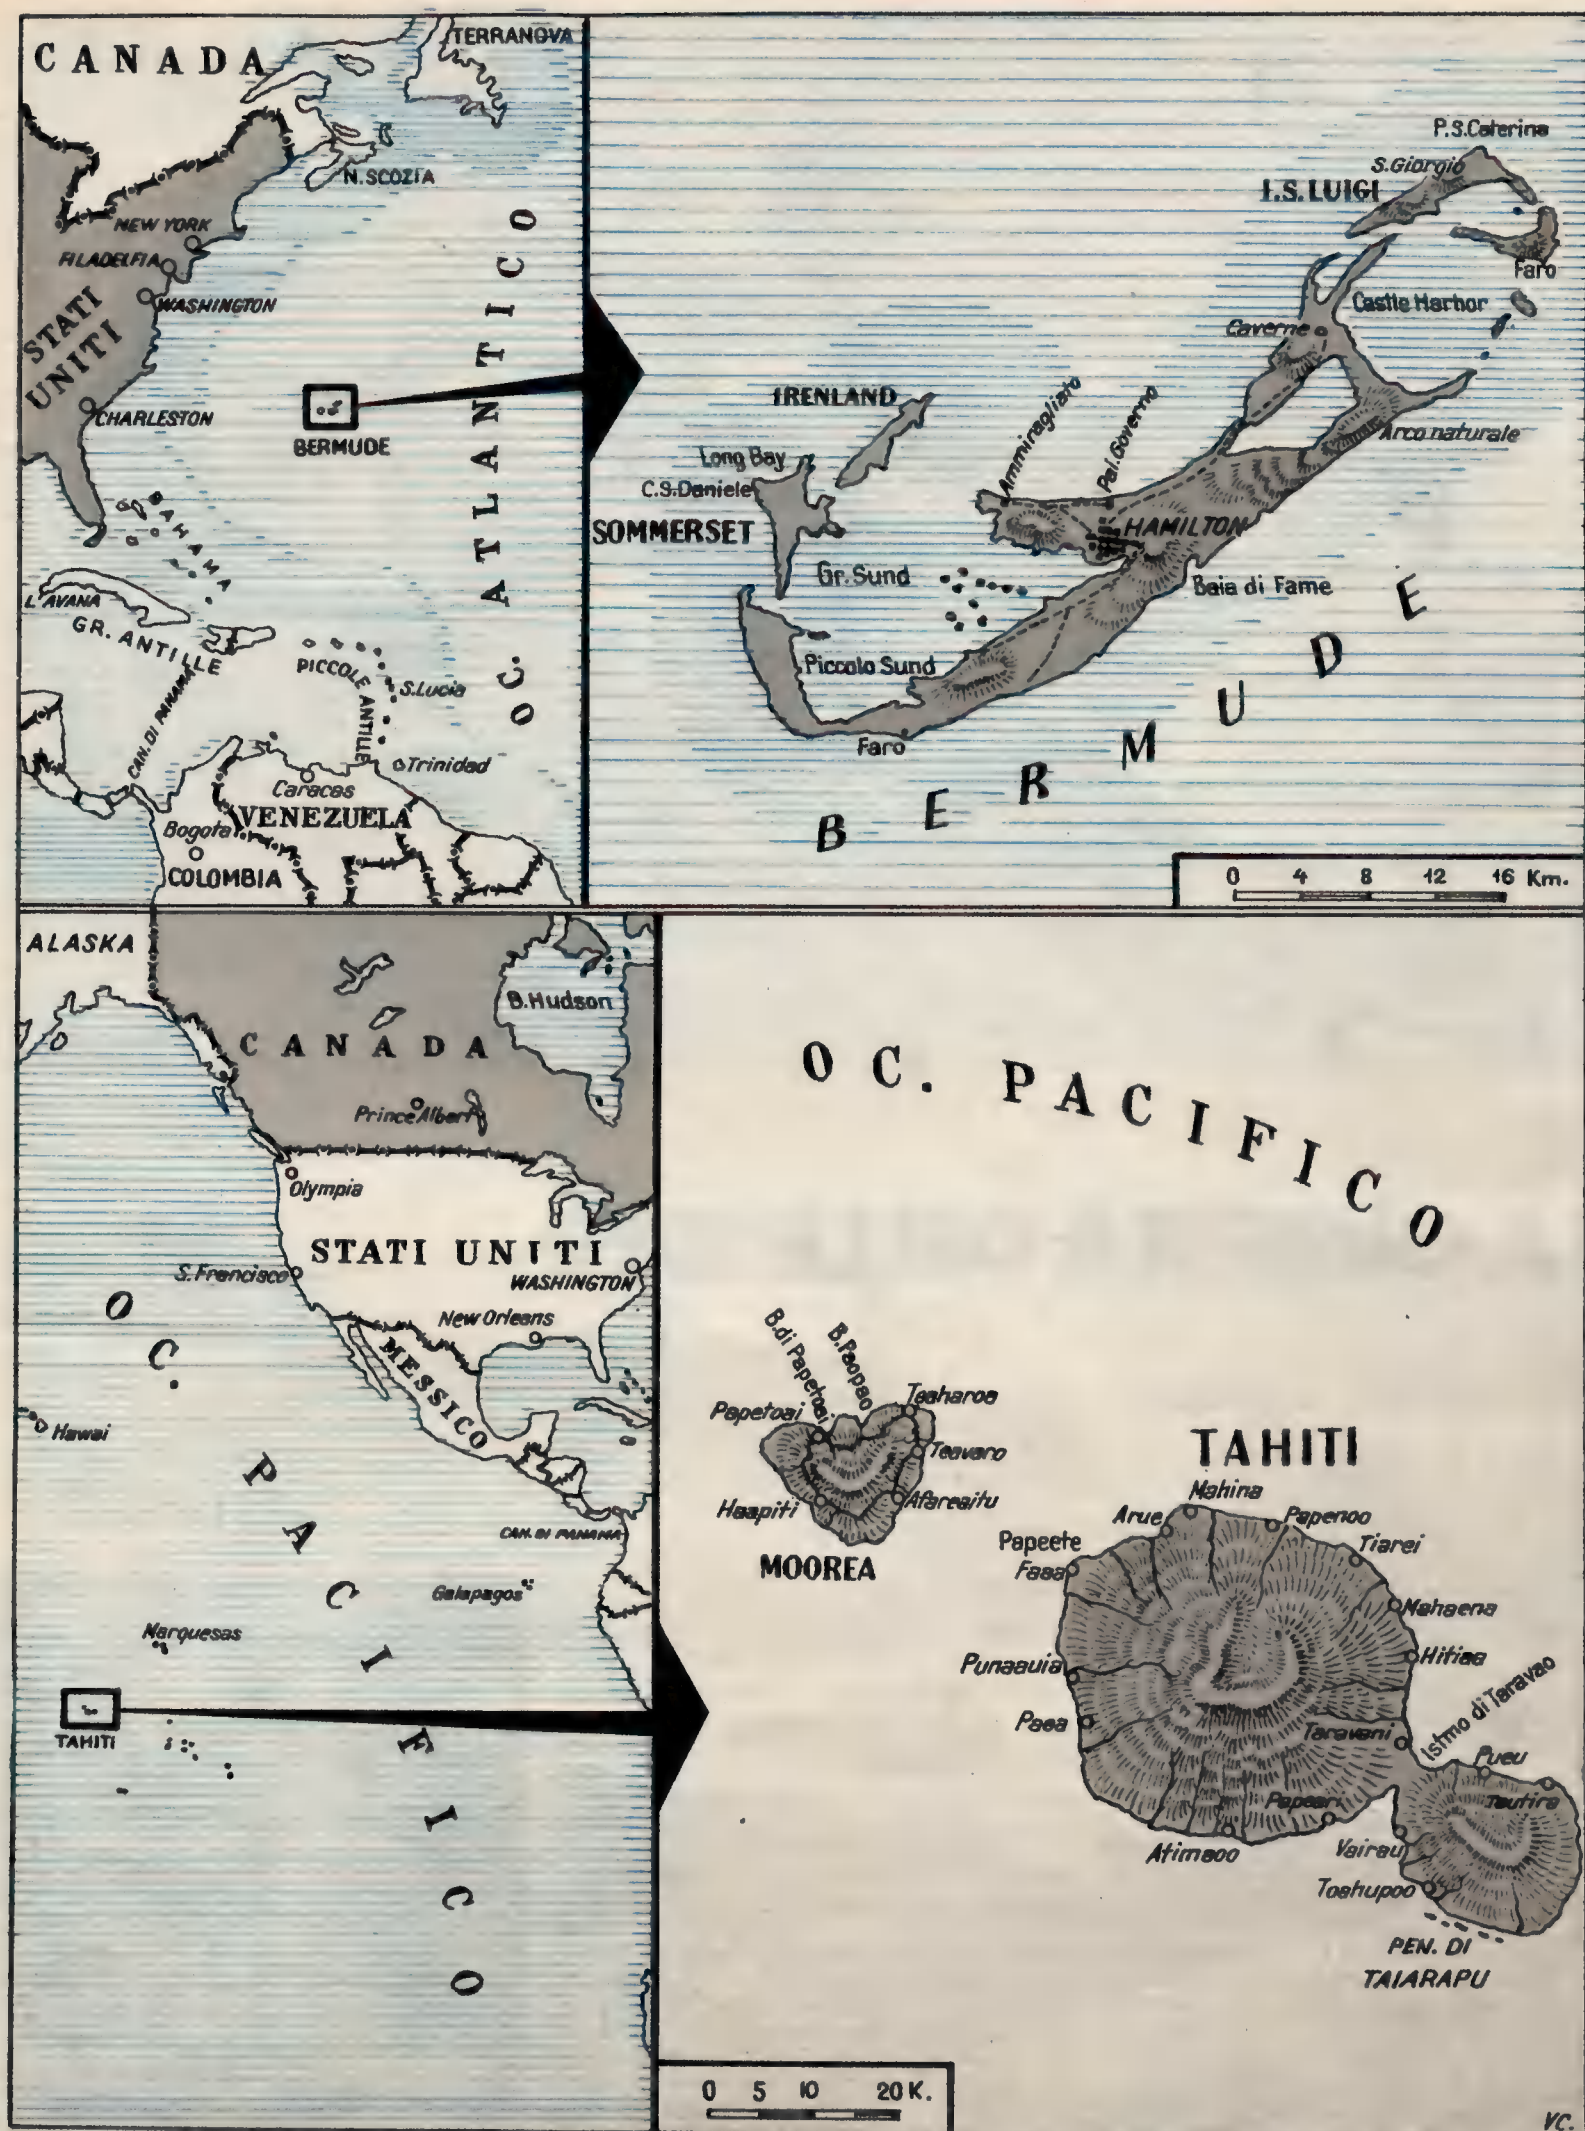 CANADA
TERRANOVA
N. SCOZIA
NEW YORK
FILADELFIA
WASHINGTON
STATI
UNITI
CHARLESTON
BERMUDE
OC. ATLANTICO
BAHAMA
L'AVANA
GR. ANTILLE
PICCOLE ANTILLE
S. Lucia
CAN. DI PANAMA
Trinidad
Caracas
VENEZUELA
Bogota
COLOMBIA
P.S. Caterina
S. Giorgio
I.S. LUIGI
Faro
Castle Harbor
Caverne
IRENLAND
Ammiragliato
Pal. Governo
Arco naturale
Long Bay
C.S. Daniele
SOMMERSET
HAMILTON
Gr. Sund
Baia di Fame
Piccolo Sund
Faro
BERMUDE
0 4 8 12 16 Km.
ALASKA
B. Hudson
CANADA
Prince Albert
Olympia
STATI UNITI
S. Francisco
WASHINGTON
New Orleans
MESSICO
Hawai
CAN. DI PANAMA
Galapagos
Marquesas
TAHITI
OC. PACIFICO
OC. PACIFICO
B. di Papetoai
B. Paopao
Papetoai
Teaharoa
Teavaro
Haapiti
Afareaitu
MOOREA
TAHITI
Mahina
Arue
Papenoo
Papeete
Tiarei
Faaa
Mahaena
Punaauia
Hitiaa
Paea
Taravani
Istmo di Taravao
Pueu
Teutira
Papeari
Atimaoo
Vairau
Toahupoo
PEN. DI
TAIARAPU
0 5 10 20 K.
VC.